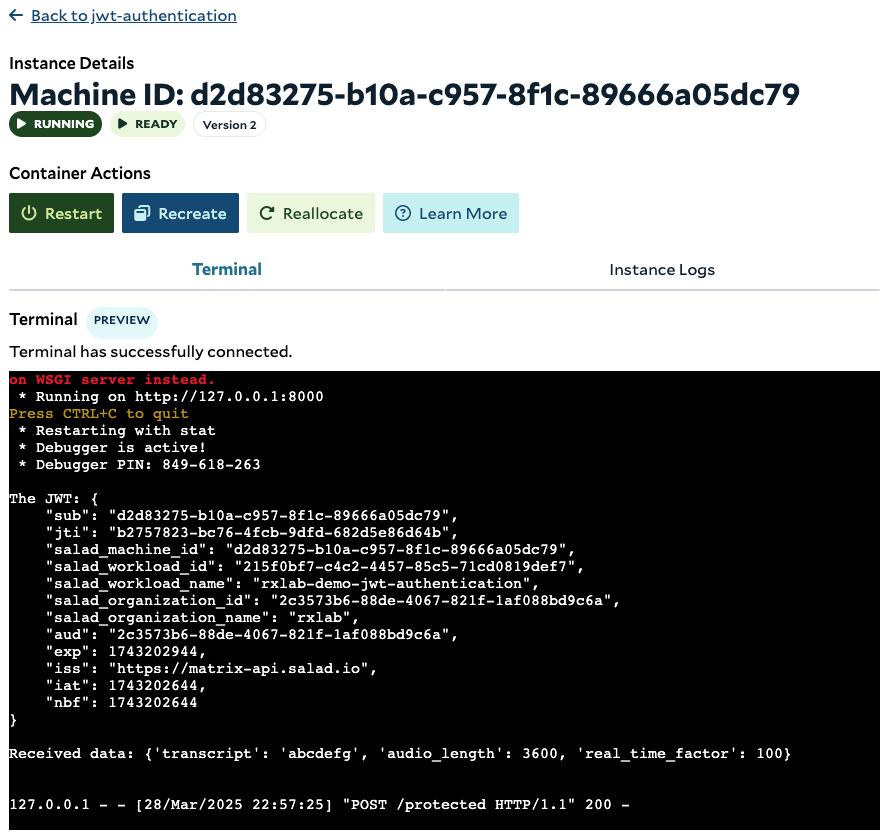 ← Back to jwt-authentication
Instance Details
Machine ID: d2d83275-b10a-c957-8f1c-89666a05dc79
RUNNING READY Version 2
Container Actions
Restart Recreate Reallocate Learn More
Terminal Instance Logs
Terminal PREVIEW
Terminal has successfully connected.
on WSGI server instead.
 * Running on http://127.0.0.1:8000
Press CTRL+C to quit
 * Restarting with stat
 * Debugger is active!
 * Debugger PIN: 849-618-263
The JWT: {
    "sub": "d2d83275-b10a-c957-8f1c-89666a05dc79",
    "jti": "b2757823-bc76-4fcb-9dfd-682d5e86d64b",
    "salad_machine_id": "d2d83275-b10a-c957-8f1c-89666a05dc79",
    "salad_workload_id": "215f0bf7-c4c2-4457-85c5-71cd0819def7",
    "salad_workload_name": "rxlab-demo-jwt-authentication",
    "salad_organization_id": "2c3573b6-88de-4067-821f-1af088bd9c6a",
    "salad_organization_name": "rxlab",
    "aud": "2c3573b6-88de-4067-821f-1af088bd9c6a",
    "exp": 1743202944,
    "iss": "https://matrix-api.salad.io",
    "iat": 1743202644,
    "nbf": 1743202644
}
Received data: {'transcript': 'abcdefg', 'audio_length': 3600, 'real_time_factor': 100}
127.0.0.1 - - [28/Mar/2025 22:57:25] "POST /protected HTTP/1.1" 200 -